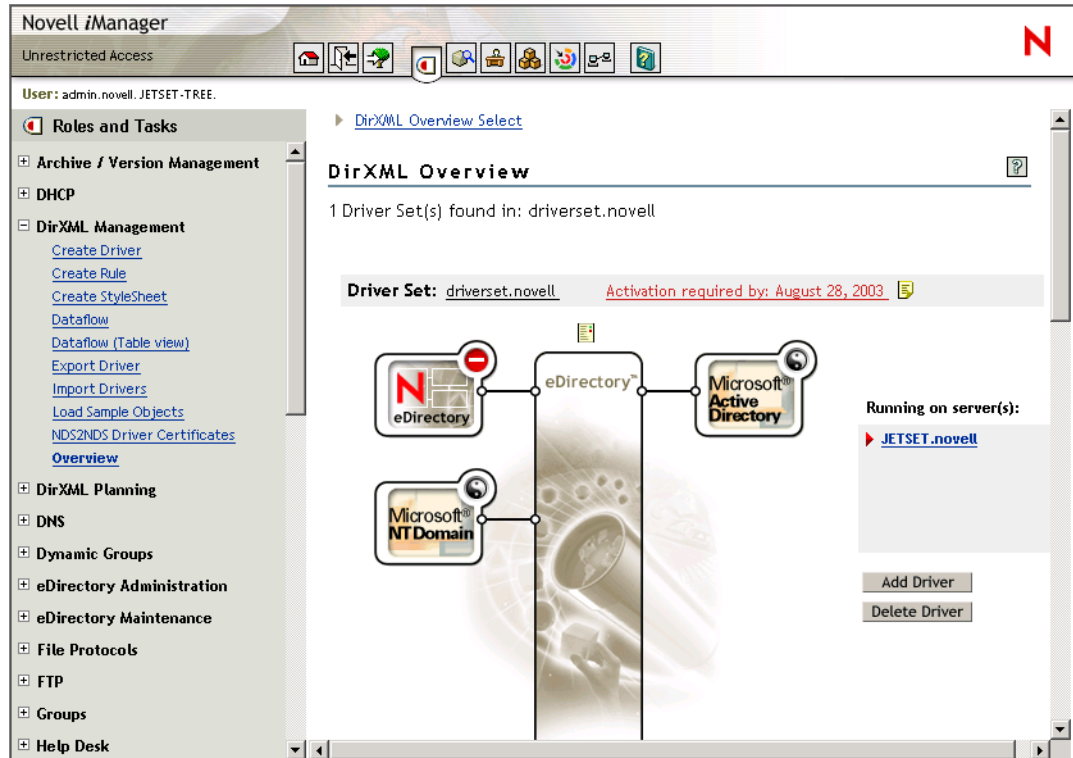 Novell iManager
Unrestricted Access
N
User: admin.novell.JETSET-TREE.
Roles and Tasks
Archive / Version Management
DHCP
DirXML Management
Create Driver
Create Rule
Create StyleSheet
Dataflow
Dataflow (Table view)
Export Driver
Import Drivers
Load Sample Objects
NDS2NDS Driver Certificates
Overview
DirXML Planning
DNS
Dynamic Groups
eDirectory Administration
eDirectory Maintenance
File Protocols
FTP
Groups
Help Desk
DirXML Overview Select
DirXML Overview
?
1 Driver Set(s) found in: driverset.novell
Driver Set: driverset.novell Activation required by: August 28, 2003
N
eDirectory
eDirectory™
Microsoft®
Active
Directory
Microsoft®
NT Domain
Running on server(s):
JETSET.novell
Add Driver
Delete Driver